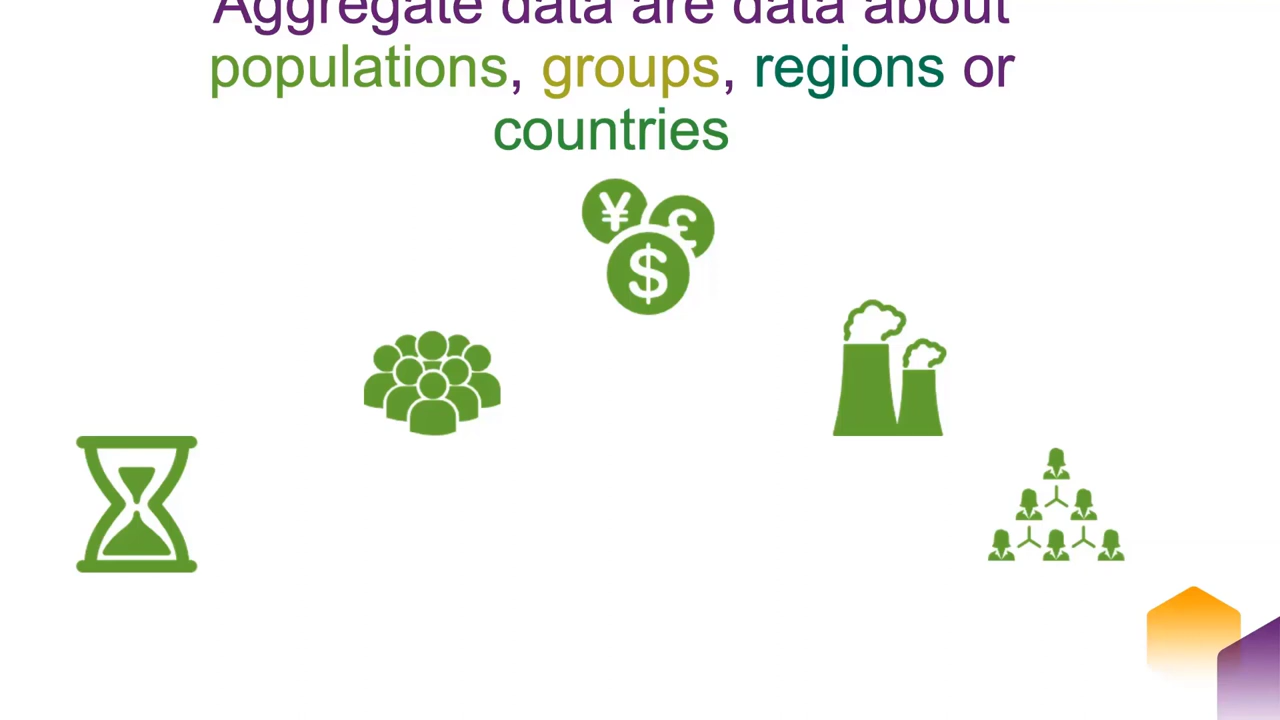 Aggregate data are data about
populations, groups, regions or
countries
¥ £
$